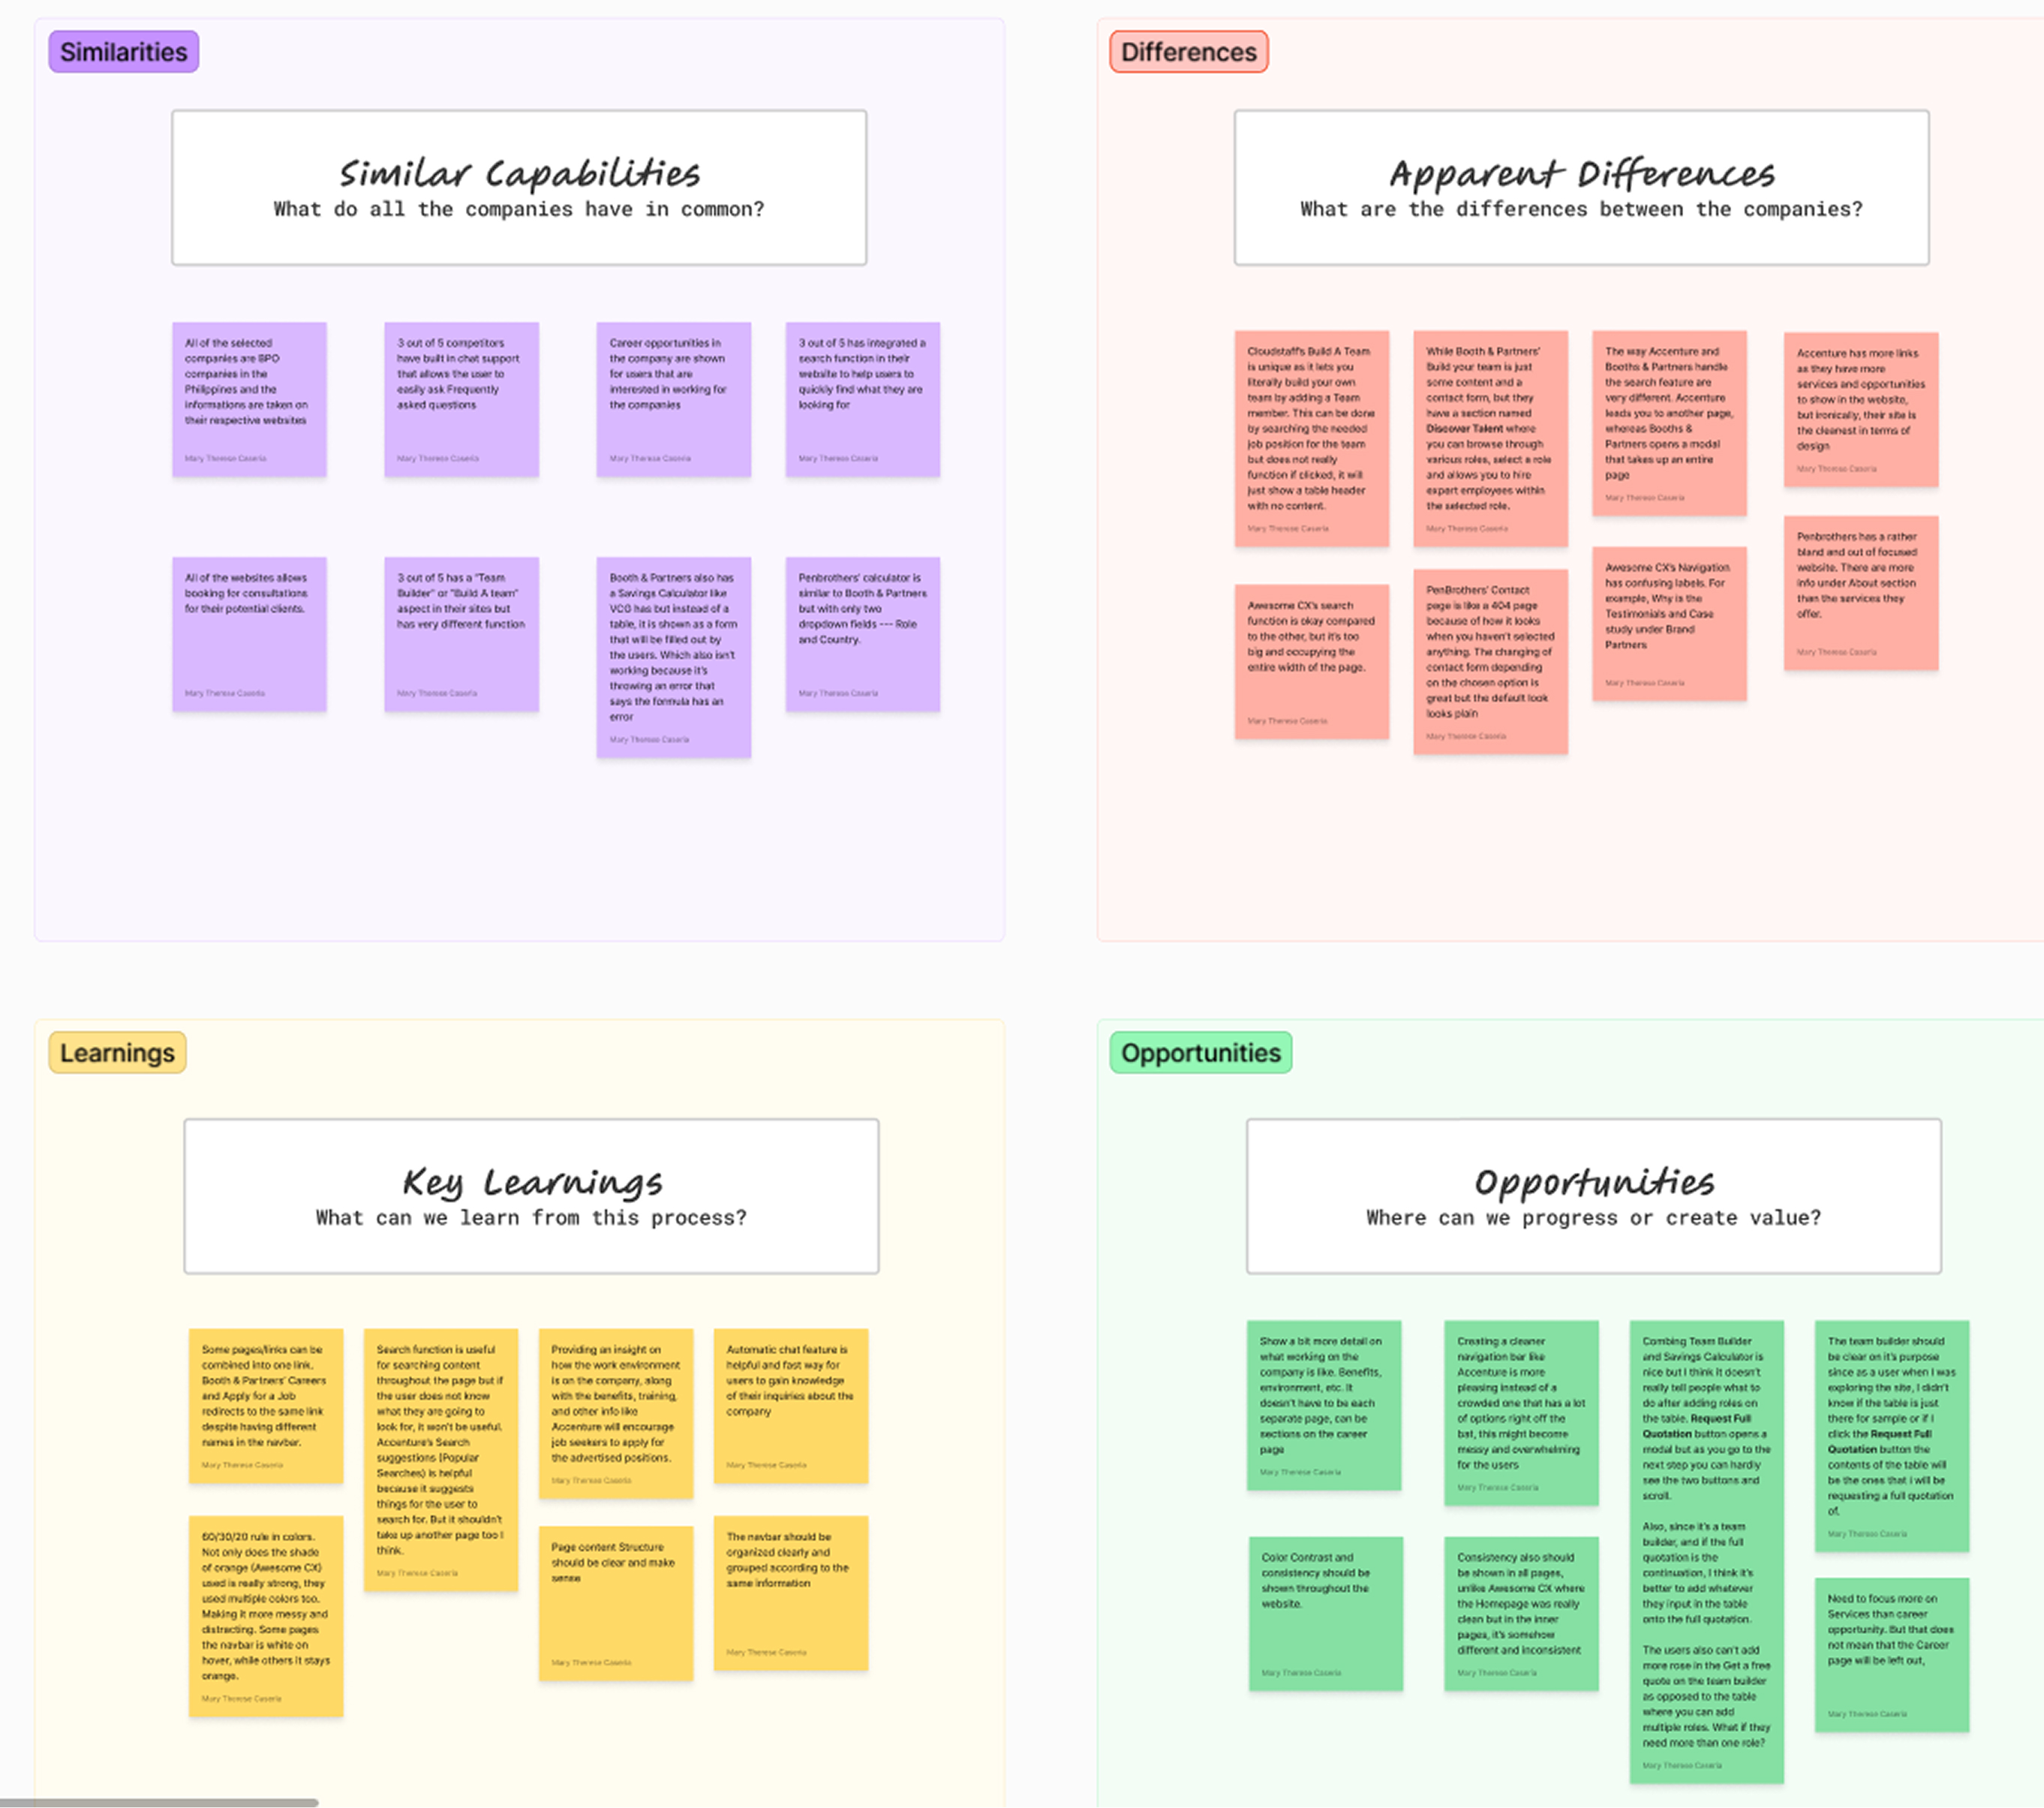 Similarities
Similar Capabilities
What do all the companies have in common?
All of the selected
companies are BPO
companies in the
Philippines and the
informations are taken on
their respective websites
Mary Therese Caseria
3 out of 5 competitors
have built in chat support
that allows the user to
easily ask Frequently
asked questions
Mary Therese Caseria
Career opportunities in
the company are shown
for users that are
interested in working for
the companies
Mary Therese Caseria
3 out of 5 has integrated a
search function in their
website to help users to
quickly find what they are
looking for
Mary Therese Caseria
All of the websites allows
booking for consultations
for their potential clients.
Mary Therese Caseria
3 out of 5 has a "Team
Builder" or "Build A team"
aspect in their sites but
has very different function
Mary Therese Caseria
Booth & Partners also has
a Savings Calculator like
VCG has but instead of a
table, it is shown as a form
that will be filled out by
the users. Which also isn't
working because it's
throwing an error that
says the formula has an
error
Mary Therese Caseria
Penbrothers' calculator is
similar to Booth & Partners
but with only two
dropdown fields --- Role
and Country.
Mary Therese Caseria
Differences
Apparent Differences
What are the differences between the companies?
Cloudstaff's Build A Team
is unique as it lets you
literally build your own
team by adding a Team
member. This can be done
by searching the needed
job position for the team
but does not really
function if clicked, it will
just show a table header
with no content.
Mary Therese Caseria
While Booth & Partners'
Build your team is just
some content and a
contact form, but they
have a section named
Discover Talent where
you can browse through
various roles, select a role
and allows you to hire
expert employees within
the selected role.
Mary Therese Caseria
The way Accenture and
Booths & Partners handle
the search feature are
very different. Accenture
leads you to another page,
whereas Booths &
Partners opens a modal
that takes up an entire
page
Mary Therese Caseria
Accenture has more links
as they have more
services and opportunities
to show in the website,
but ironically, their site is
the cleanest in terms of
design
Mary Therese Caseria
Awesome CX's search
function is okay compared
to the other, but it's too
big and occupying the
entire width of the page.
Mary Therese Caseria
PenBrothers' Contact
page is like a 404 page
because of how it looks
when you haven't selected
anything. The changing of
contact form depending
on the chosen option is
great but the default look
looks plain
Mary Therese Caseria
Awesome CX's Navigation
has confusing labels. For
example, Why is the
Testimonials and Case
study under Brand
Partners
Mary Therese Caseria
Penbrothers has a rather
bland and out of focused
website. There are more
info under About section
than the services they
offer.
Mary Therese Caseria
Learnings
Key Learnings
What can we learn from this process?
Some pages/links can be
combined into one link.
Booth & Partners' Careers
and Apply for a Job
redirects to the same link
despite having different
names in the navbar.
Mary Therese Caseria
Search function is useful
for searching content
throughout the page but if
the user does not know
what they are going to
look for, it won't be useful.
Accenture's Search
suggestions (Popular
Searches) is helpful
because it suggests
things for the user to
search for. But it shouldn't
take up another page too I
think.
Mary Therese Caseria
Providing an insight on
how the work environment
is on the company, along
with the benefits, training,
and other info like
Accenture will encourage
job seekers to apply for
the advertised positions.
Mary Therese Caseria
Automatic chat feature is
helpful and fast way for
users to gain knowledge
of their inquiries about the
company
Mary Therese Caseria
60/30/20 rule in colors.
Not only does the shade
of orange (Awesome CX)
used is really strong, they
used multiple colors too.
Making it more messy and
distracting. Some pages
the navbar is white on
hover, while others it stays
orange.
Mary Therese Caseria
Page content Structure
should be clear and make
sense
Mary Therese Caseria
The navbar should be
organized clearly and
grouped according to the
same information
Mary Therese Caseria
Opportunities
Opportunities
Where can we progress or create value?
Show a bit more detail on
what working on the
company is like. Benefits,
environment, etc. It
doesn't have to be each
separate page, can be
sections on the career
page
Mary Therese Caseria
Creating a cleaner
navigation bar like
Accenture is more
pleasing instead of a
crowded one that has a lot
of options right off the
bat, this might become
messy and overwhelming
for the users
Mary Therese Caseria
Combing Team Builder
and Savings Calculator is
nice but I think it doesn't
really tell people what to
do after adding roles on
the table. Request Full
Quotation button opens a
modal but as you go to the
next step you can hardly
see the two buttons and
scroll.
Also, since it's a team
builder, and if the full
quotation is the
continuation, I think it's
better to add whatever
they input in the table
onto the full quotation.
The users also can't add
more rose in the Get a free
quote on the team builder
as opposed to the table
where you can add
multiple roles. What if they
need more than one role?
Mary Therese Caseria
The team builder should
be clear on it's purpose
since as a user when I was
exploring the site, I didn't
know if the table is just
there for sample or if I
click the Request Full
Quotation button the
contents of the table will
be the ones that i will be
requesting a full quotation
of.
Mary Therese Caseria
Color Contrast and
consistency should be
shown throughout the
website.
Mary Therese Caseria
Consistency also should
be shown in all pages,
unlike Awesome CX where
the Homepage was really
clean but in the inner
pages, it's somehow
different and inconsistent
Mary Therese Caseria
Need to focus more on
Services than career
opportunity. But that does
not mean that the Career
page will be left out,
Mary Therese Caseria